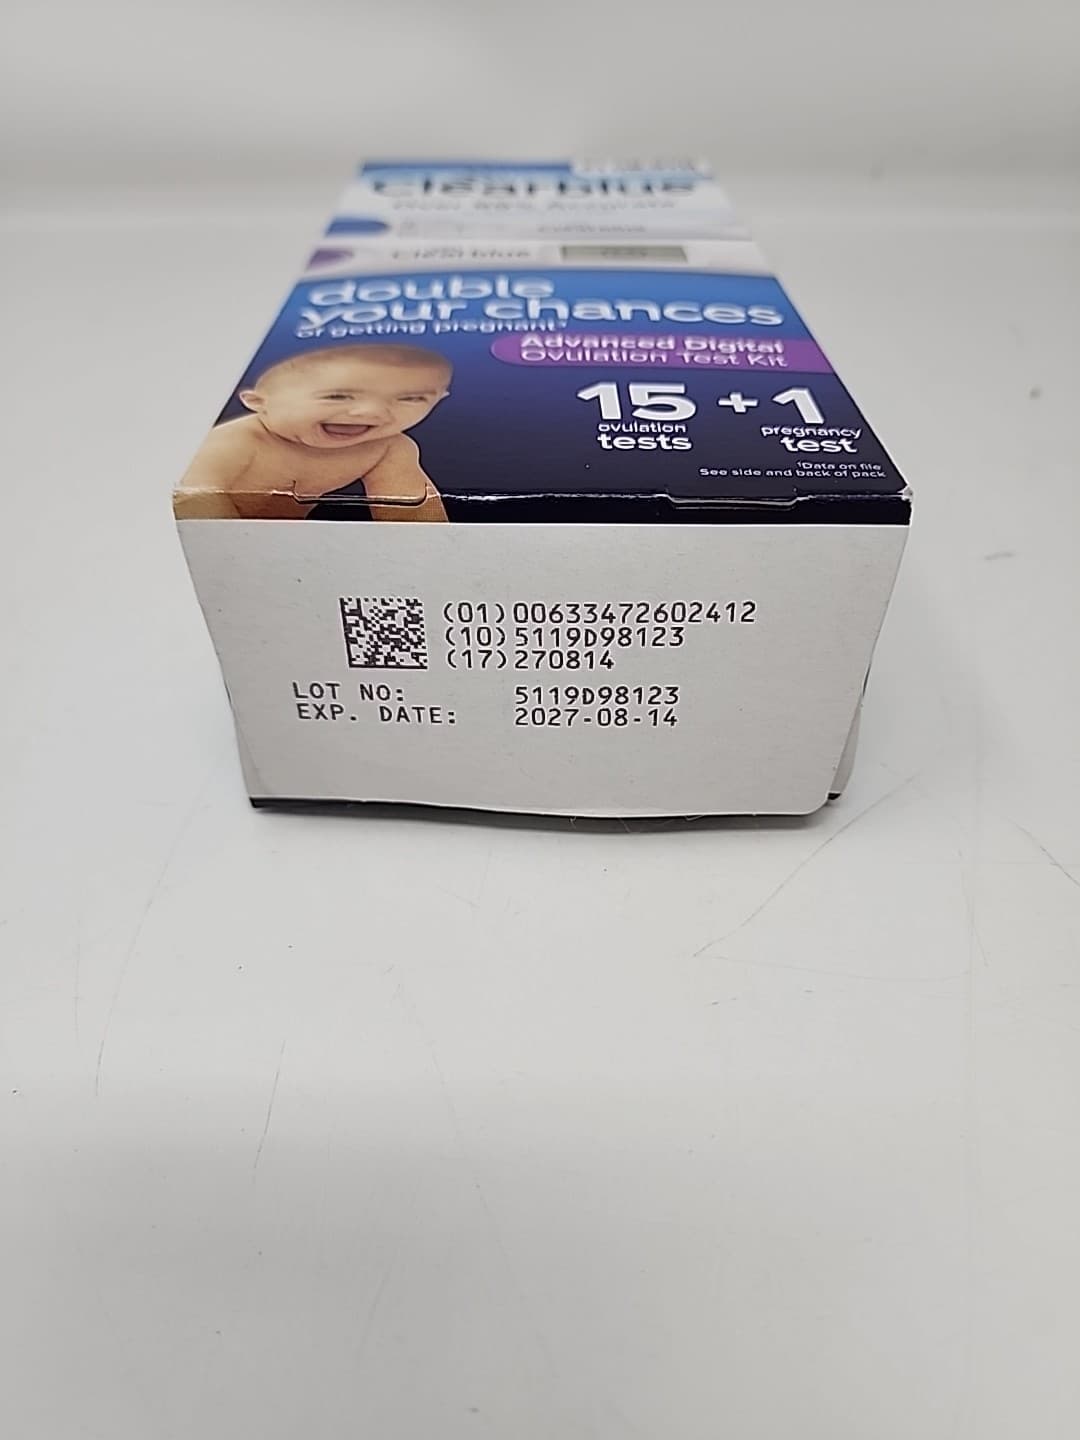 clearblue
Clearblue
double
your chances
of getting pregnant†
Advanced Digital
Ovulation Test Kit
15 + 1
ovulation pregnancy
tests test
†Data on file
See side and back of pack
(01)00633472602412
(10)5119D98123
(17)270814
LOT NO: 5119D98123
EXP. DATE: 2027-08-14